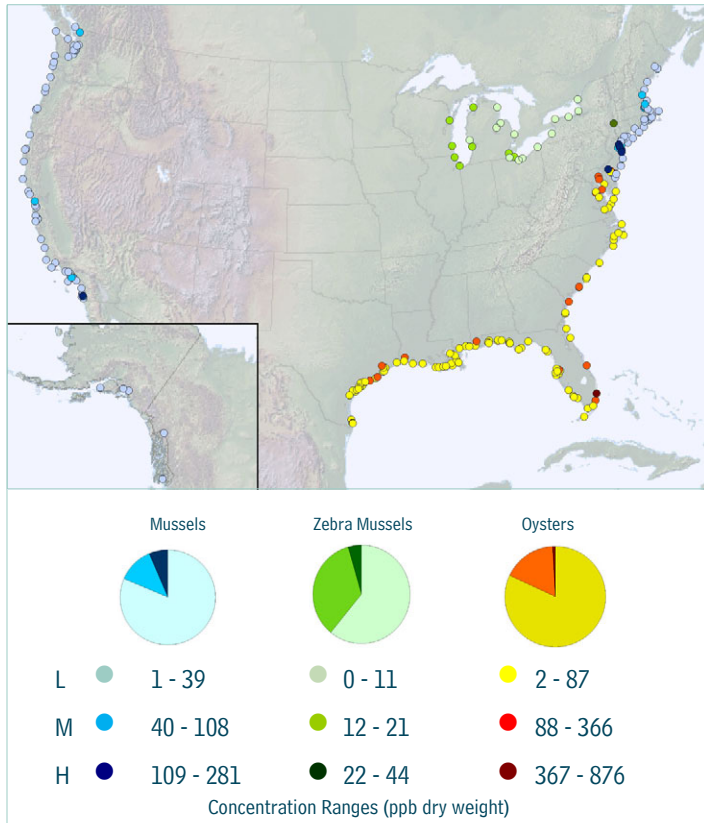 Mussels Zebra Mussels Oysters
L 1 - 39 0 - 11 2 - 87
M 40 - 108 12 - 21 88 - 366
H 109 - 281 22 - 44 367 - 876
Concentration Ranges (ppb dry weight)